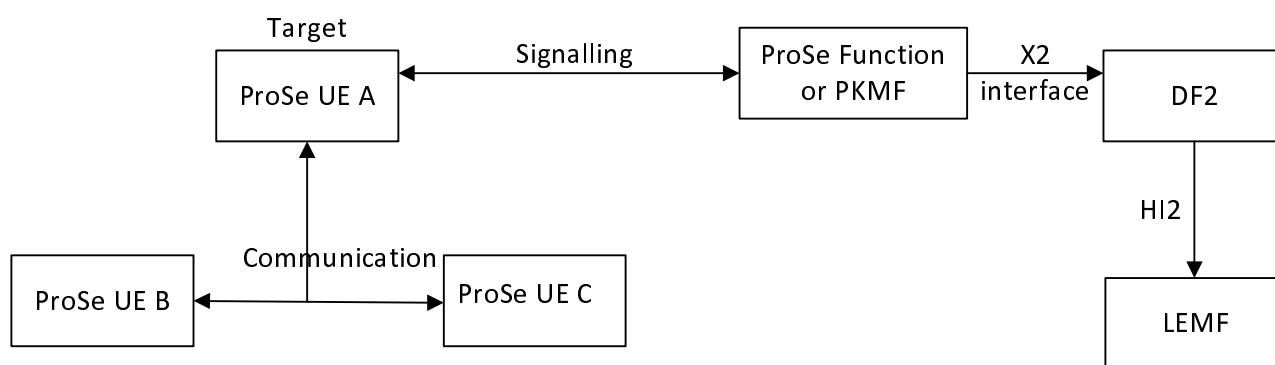 Target
ProSe UE A
Signalling
ProSe Function
or PKMF
X2
interface
DF2
HI2
Communication
ProSe UE B
ProSe UE C
LEMF